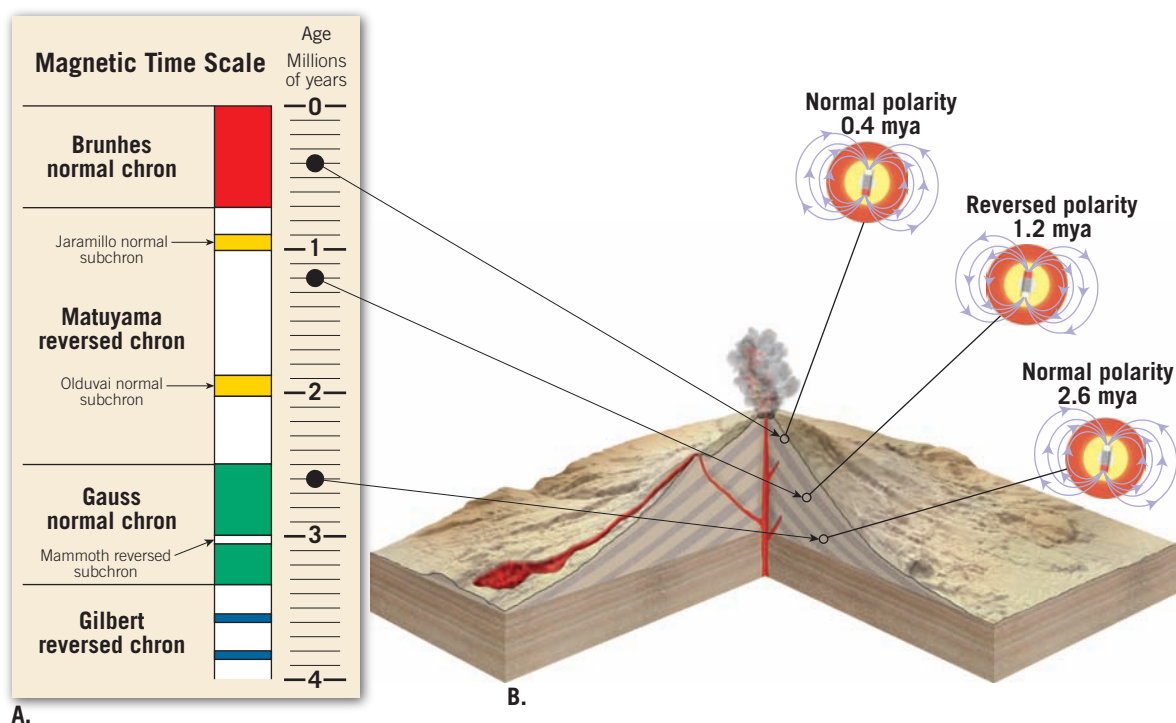 Magnetic Time Scale
Age
Millions
of years
0
Brunhes
normal chron
Jaramillo normal
subchron
1
Matuyama
reversed chron
Olduvai normal
subchron
2
Gauss
normal chron
3
Mammoth reversed
subchron
Gilbert
reversed chron
4
A.
Normal polarity
0.4 mya
Reversed polarity
1.2 mya
Normal polarity
2.6 mya
B.